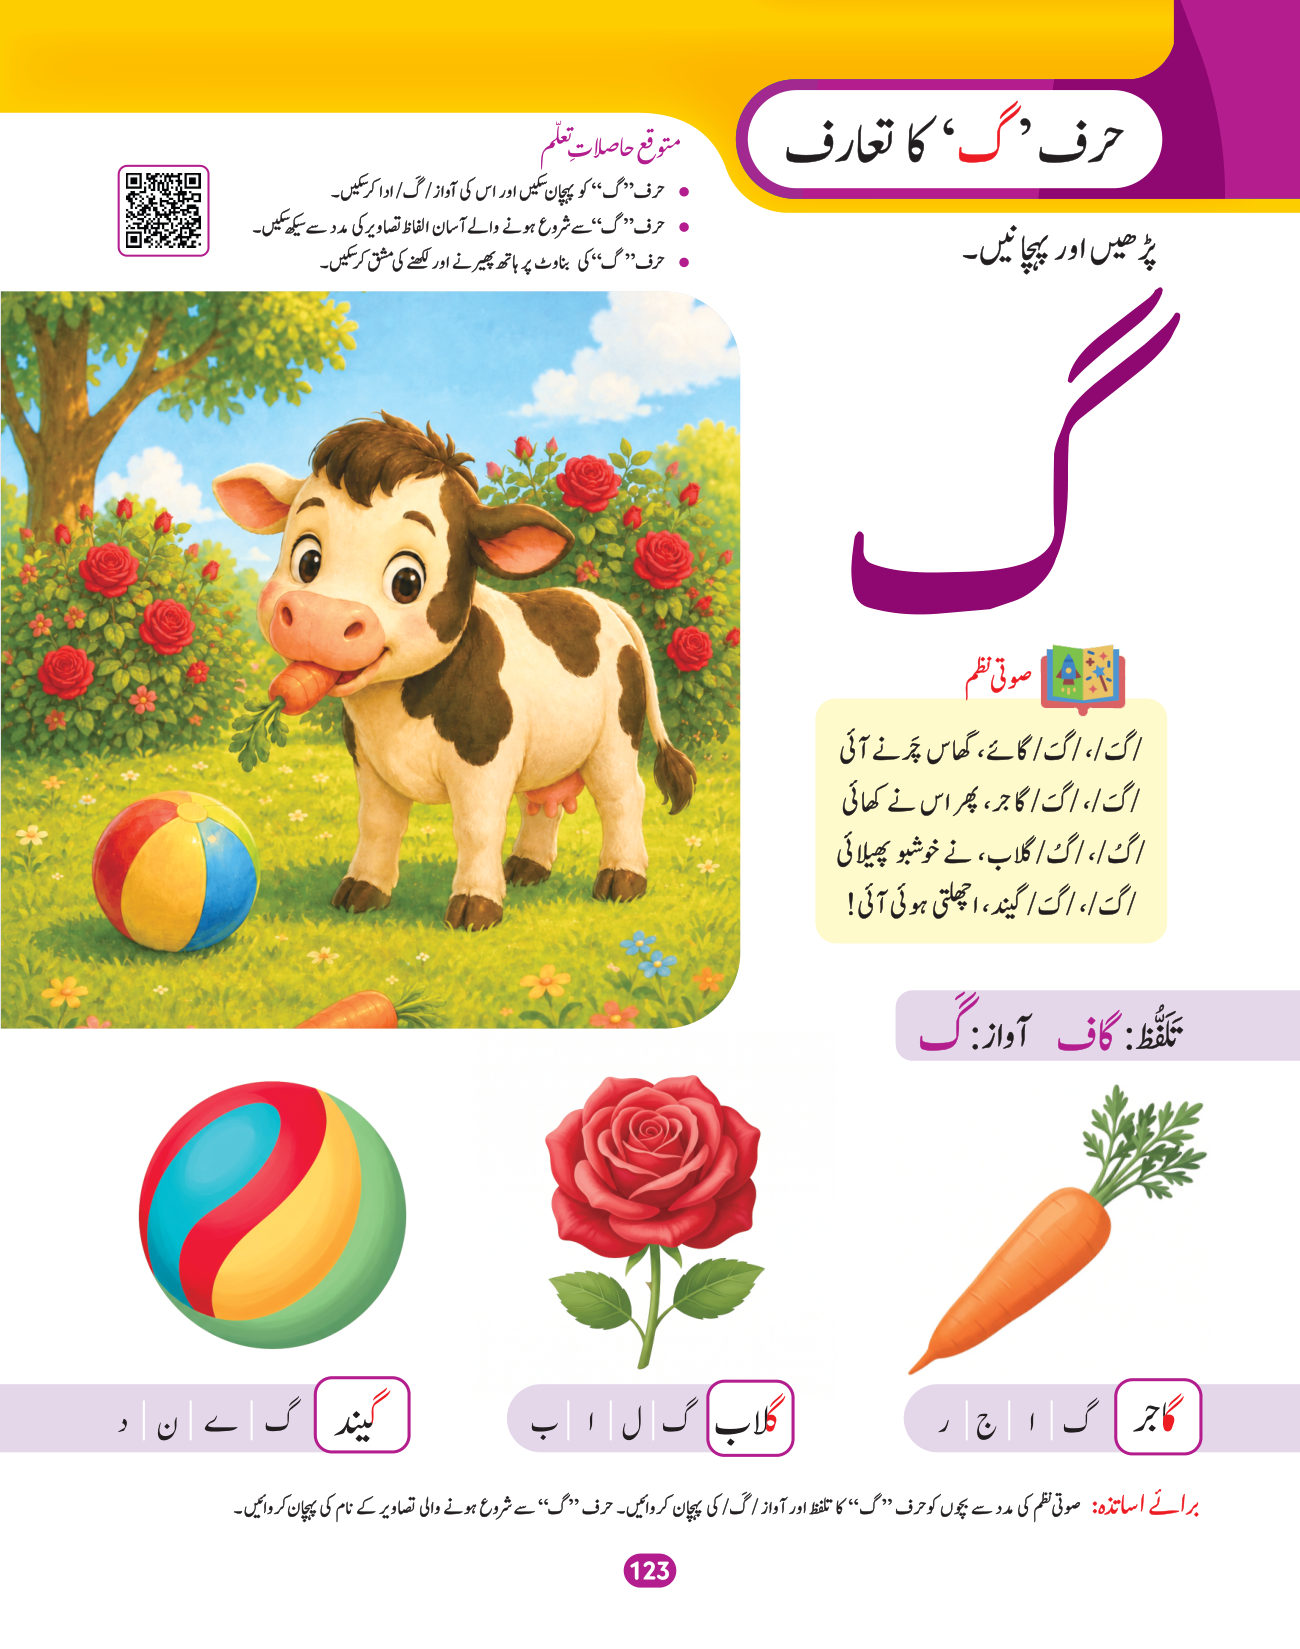 حرف ’گ‘ کا تعارف
متوقع حاصلاتِ تعلّم
حرف ”گ“ کو پہچان سکیں اور اس کی آواز /گَ/ ادا کرسکیں۔
حرف ”گ“ سے شروع ہونے والے آسان الفاظ تصاویر کی مدد سے سیکھ سکیں۔
حرف ”گ“ کی بناوٹ پر ہاتھ پھیرنے اور لکھنے کی مشق کرسکیں۔
پڑھیں اور پہچانیں۔
گ
صوتی نظم
/گَ/، /گَ/ گائے، گھاس چَرنے آئی
/گَ/، /گَ/ گاجر، پھر اس نے کھائی
/گُ/، /گُ/ گلاب، نے خوشبو پھیلائی
/گَ/، /گَ/ گیند، اچھلتی ہوئی آئی!
تَلَفُّظ: گاف آواز: گَ
گاجر گ | ا | ج | ر
گلاب گ | ل | ا | ب
گیند گ | ے | ن | د
برائے اساتذہ: صوتی نظم کی مدد سے بچوں کو حرف ”گ“ کا تلفظ اور آواز /گَ/ کی پہچان کروائیں۔ حرف ”گ“ سے شروع ہونے والی تصاویر کے نام کی پہچان کروائیں۔
123